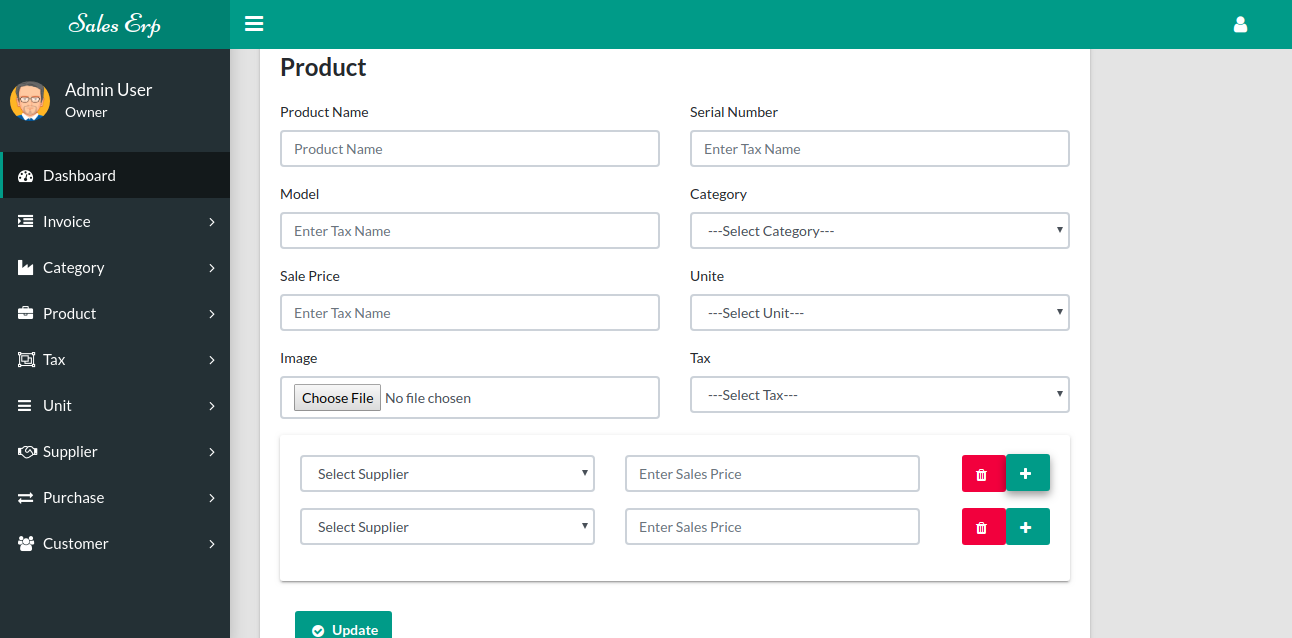 Sales Erp
Admin User
Owner
Dashboard
Invoice
Category
Product
Tax
Unit
Supplier
Purchase
Customer
Product
Product Name
Serial Number
Product Name
Enter Tax Name
Model
Category
Enter Tax Name
---Select Category---
Sale Price
Unite
Enter Tax Name
---Select Unit---
Image
Tax
Choose File No file chosen
---Select Tax---
Select Supplier
Enter Sales Price
Select Supplier
Enter Sales Price
Update